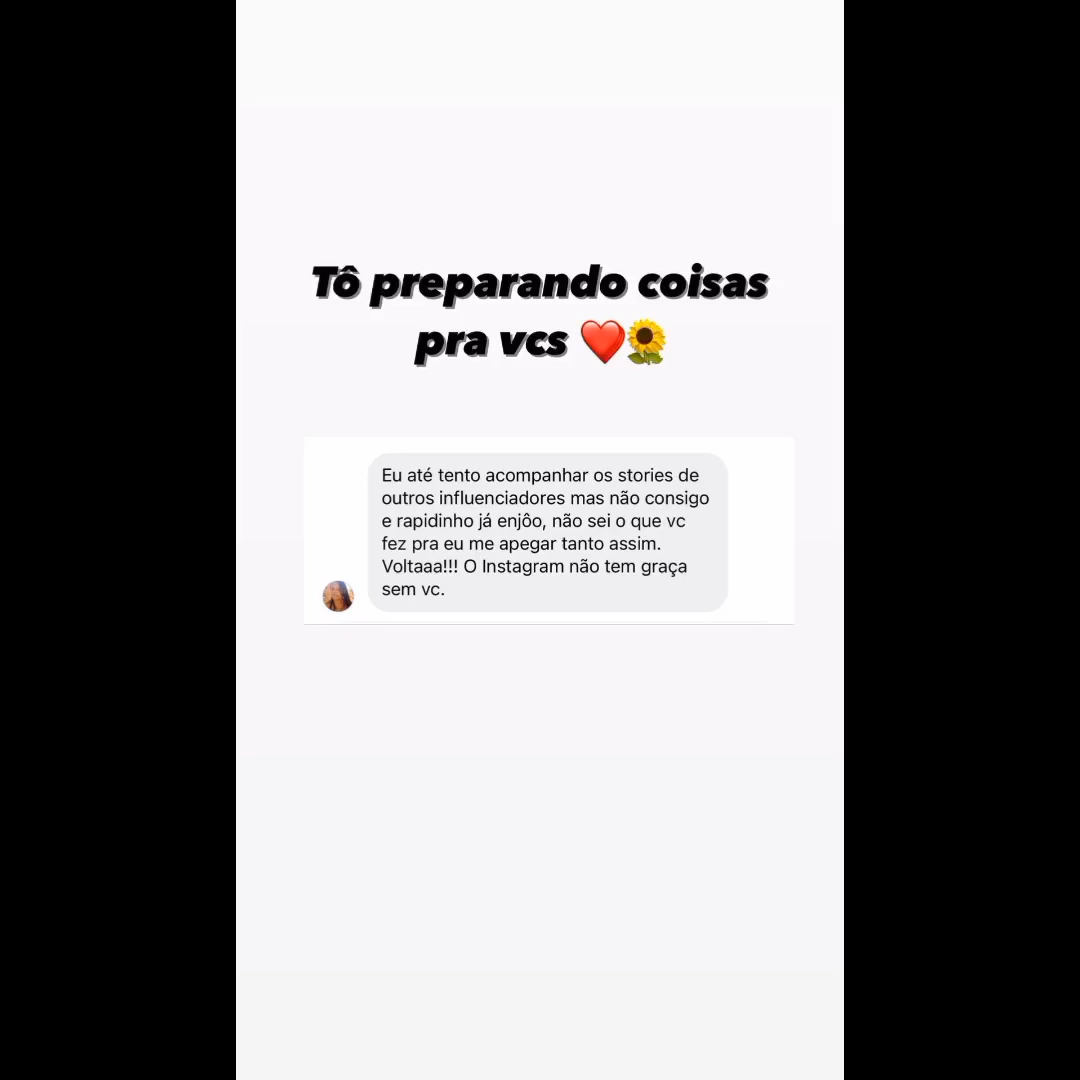 Tô preparando coisas
pra vcs ❤️🌻
Eu até tento acompanhar os stories de
outros influenciadores mas não consigo
e rapidinho já enjôo, não sei o que vc
fez pra eu me apegar tanto assim.
Voltaaa!!! O Instagram não tem graça
sem vc.